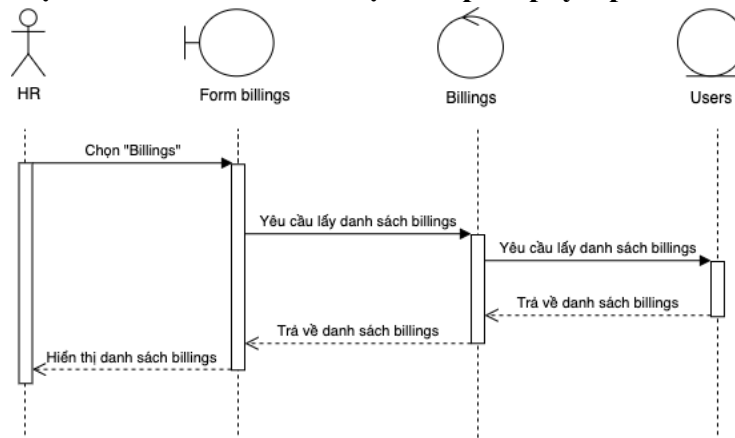 HR
Form billings
Billings
Users
Chọn "Billings"
Yêu cầu lấy danh sách billings
Yêu cầu lấy danh sách billings
Trả về danh sách billings
Trả về danh sách billings
Hiển thị danh sách billings